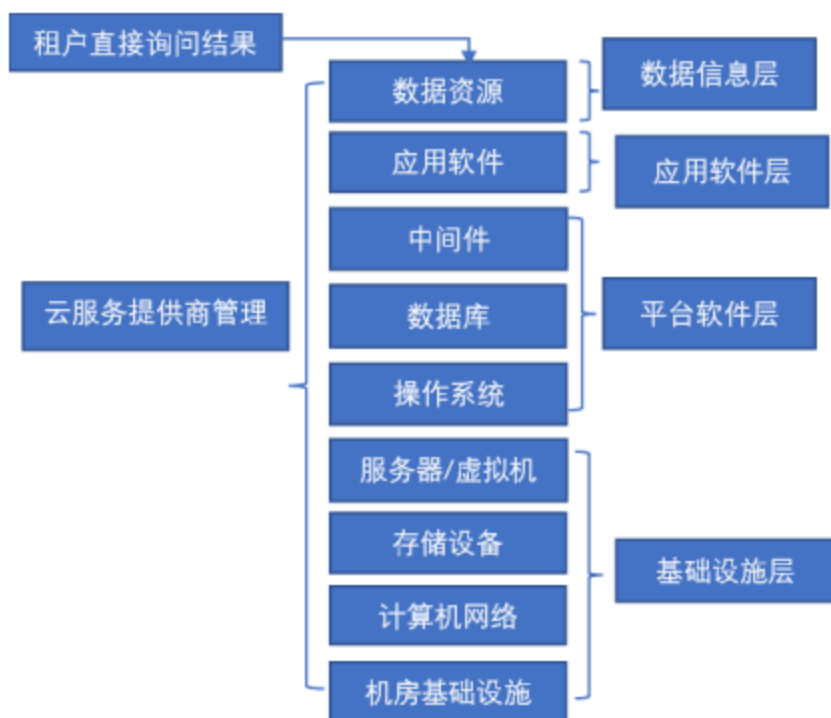 租户直接询问结果
数据资源
数据信息层
应用软件
应用软件层
中间件
云服务提供商管理
数据库
平台软件层
操作系统
服务器/虚拟机
存储设备
基础设施层
计算机网络
机房基础设施